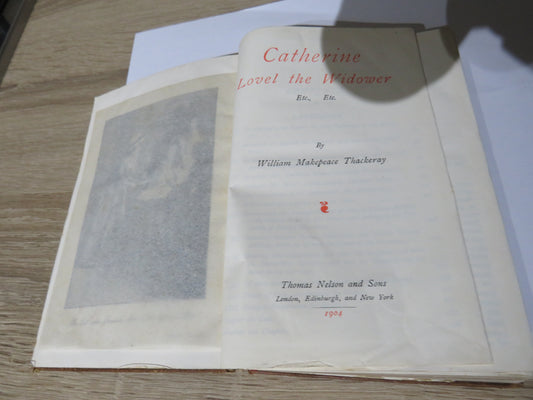 Catherine
Lovel the Widower
Etc., Etc.
By
William Makepeace Thackeray
Thomas Nelson and Sons
London, Edinburgh, and New York
1904